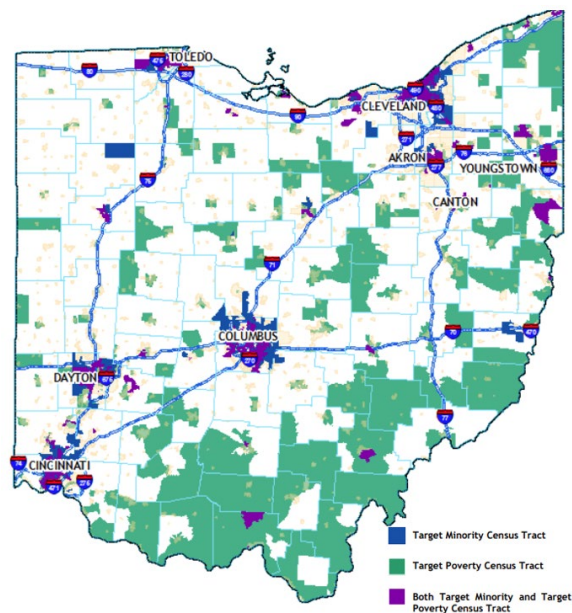 TOLEDO
475
280
80
90
490
CLEVELAND
480
271
AKRON
76
YOUNGSTOWN
680
277
CANTON
75
71
77
COLUMBUS
70
DAYTON
675
CINCINNATI
74
275
471
Target Minority Census Tract
Target Poverty Census Tract
Both Target Minority and Target
Poverty Census Tract